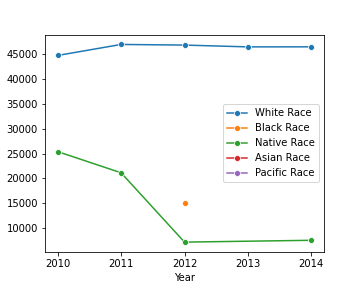 45000
40000
35000
30000
25000
20000
15000
10000
White Race
Black Race
Native Race
Asian Race
Pacific Race
2010 2011 2012 2013 2014
Year